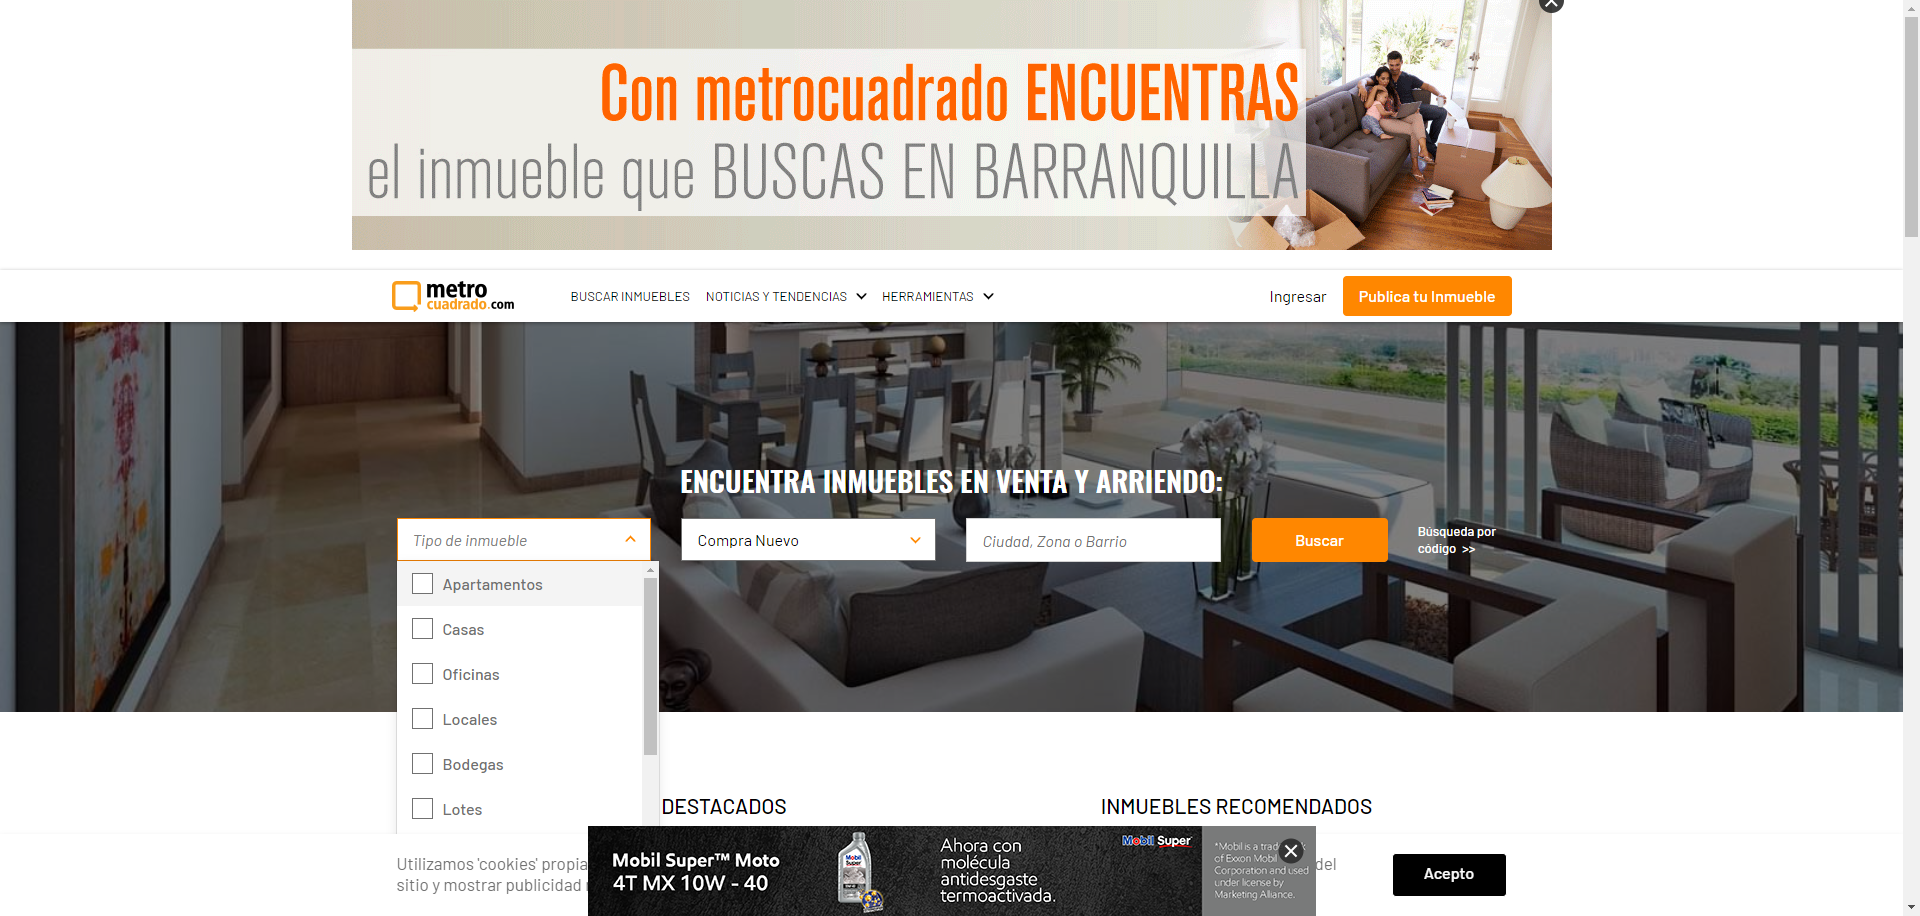 Con metrocuadrado ENCUENTRAS
el inmueble que BUSCAS EN BARRANQUILLA
metro
cuadrado.com
BUSCAR INMUEBLES
NOTICIAS Y TENDENCIAS
HERRAMIENTAS
Ingresar
Publica tu Inmueble
ENCUENTRA INMUEBLES EN VENTA Y ARRIENDO:
Tipo de inmueble
Compra Nuevo
Ciudad, Zona o Barrio
Buscar
Búsqueda por
código >>
Apartamentos
Casas
Oficinas
Locales
Bodegas
Lotes
DESTACADOS
INMUEBLES RECOMENDADOS
Utilizamos 'cookies' propia
del
sitio y mostrar publicidad
Acepto
Mobil Super™ Moto
4T MX 10W - 40
Mobil
Super
Ahora con
molécula
antidesgaste
termoactivada.
Mobil Super
*Mobil is a
of Exxon Mobil
Corporation and used
under license by
Marketing Alliance.